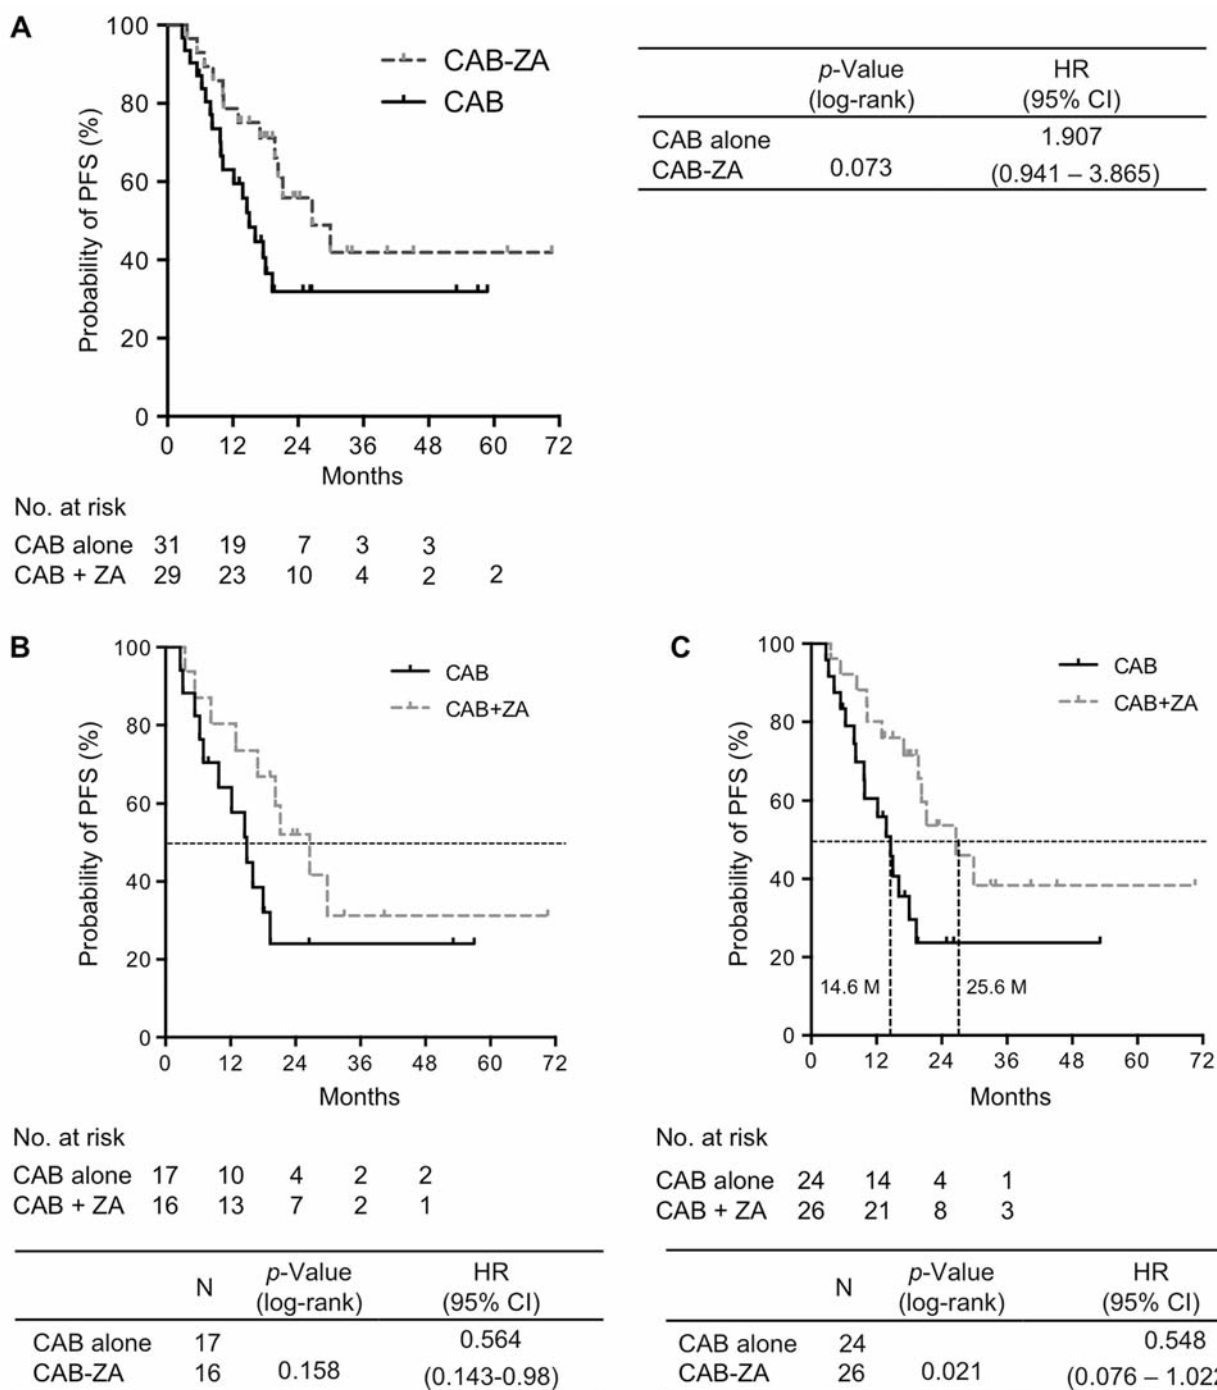 A
100
80
60
40
20
0
Probability of PFS (%)
CAB-ZA
CAB
0 12 24 36 48 60 72
Months
p-Value (log-rank) HR (95% CI)
CAB alone 1.907
CAB-ZA 0.073 (0.941 – 3.865)
No. at risk
CAB alone 31 19 7 3 3
CAB + ZA 29 23 10 4 2 2
B
100
80
60
40
20
0
Probability of PFS (%)
CAB
CAB+ZA
0 12 24 36 48 60 72
Months
No. at risk
CAB alone 17 10 4 2 2
CAB + ZA 16 13 7 2 1
N p-Value (log-rank) HR (95% CI)
CAB alone 17 0.564
CAB-ZA 16 0.158 (0.143-0.98)
C
100
80
60
40
20
0
Probability of PFS (%)
CAB
CAB+ZA
14.6 M 25.6 M
0 12 24 36 48 60 72
Months
No. at risk
CAB alone 24 14 4 1
CAB + ZA 26 21 8 3
N p-Value (log-rank) HR (95% CI)
CAB alone 24 0.548
CAB-ZA 26 0.021 (0.076 –